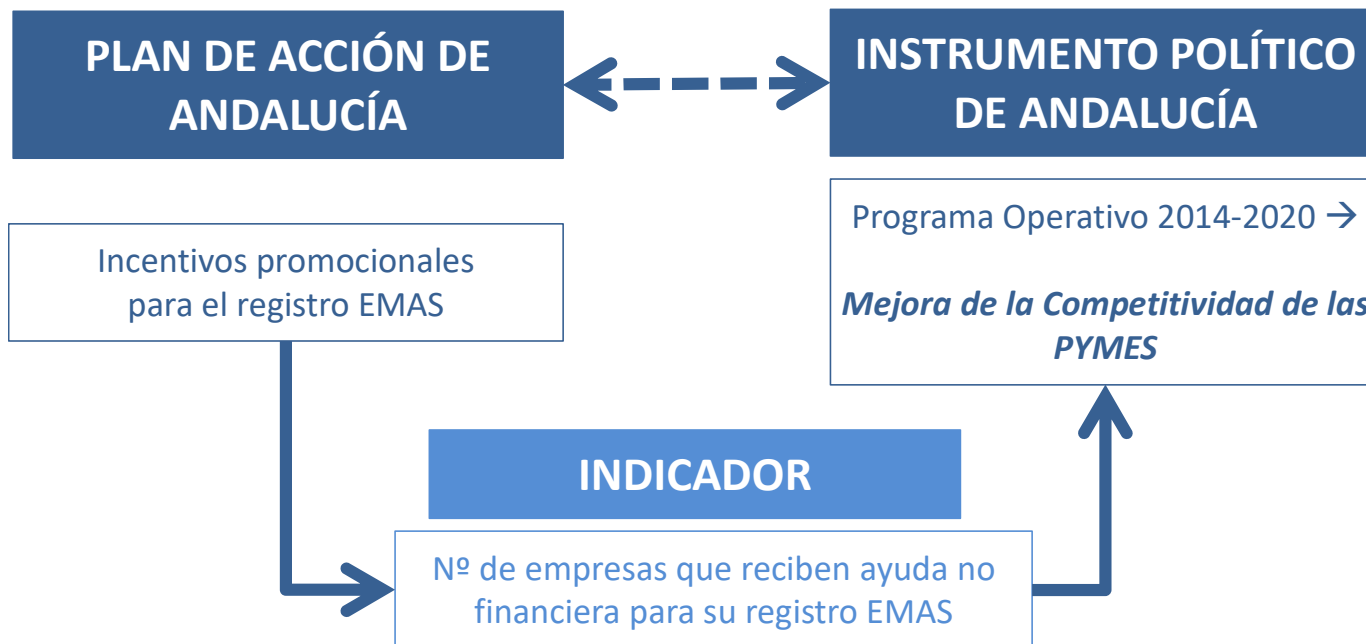 PLAN DE ACCIÓN DE
ANDALUCÍA
INSTRUMENTO POLÍTICO
DE ANDALUCÍA
Incentivos promocionales
para el registro EMAS
Programa Operativo 2014-2020 →
Mejora de la Competitividad de las
PYMES
INDICADOR
Nº de empresas que reciben ayuda no
financiera para su registro EMAS